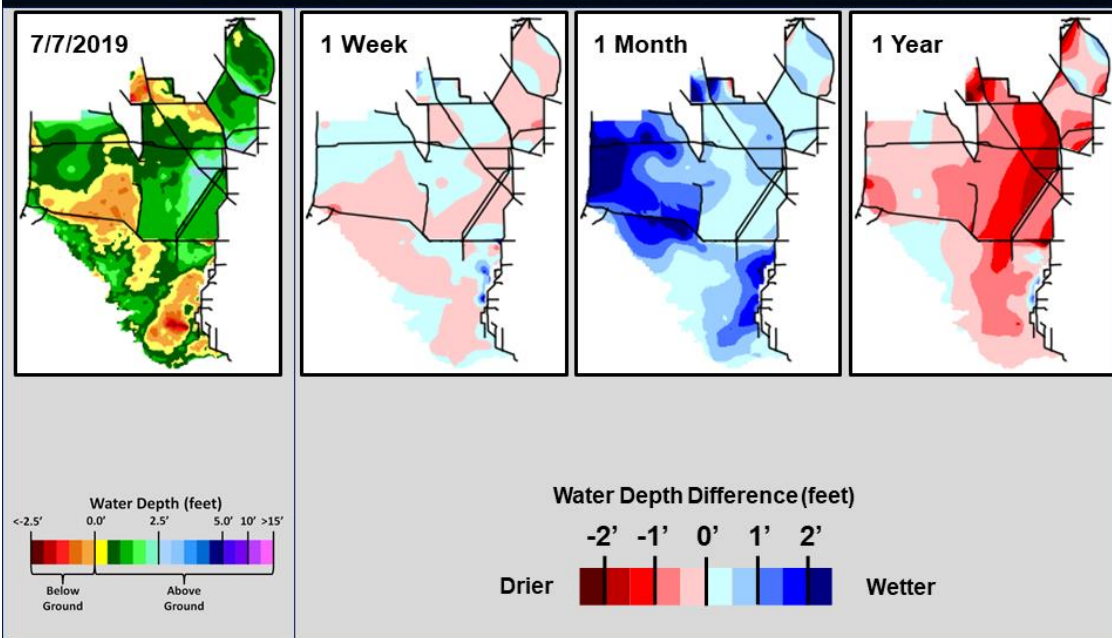 7/7/2019
1 Week
1 Month
1 Year
Water Depth (feet)
<-2.5' 0.0' 2.5' 5.0' 10' >15'
Below
Ground
Above
Ground
Water Depth Difference (feet)
-2' -1' 0' 1' 2'
Drier
Wetter